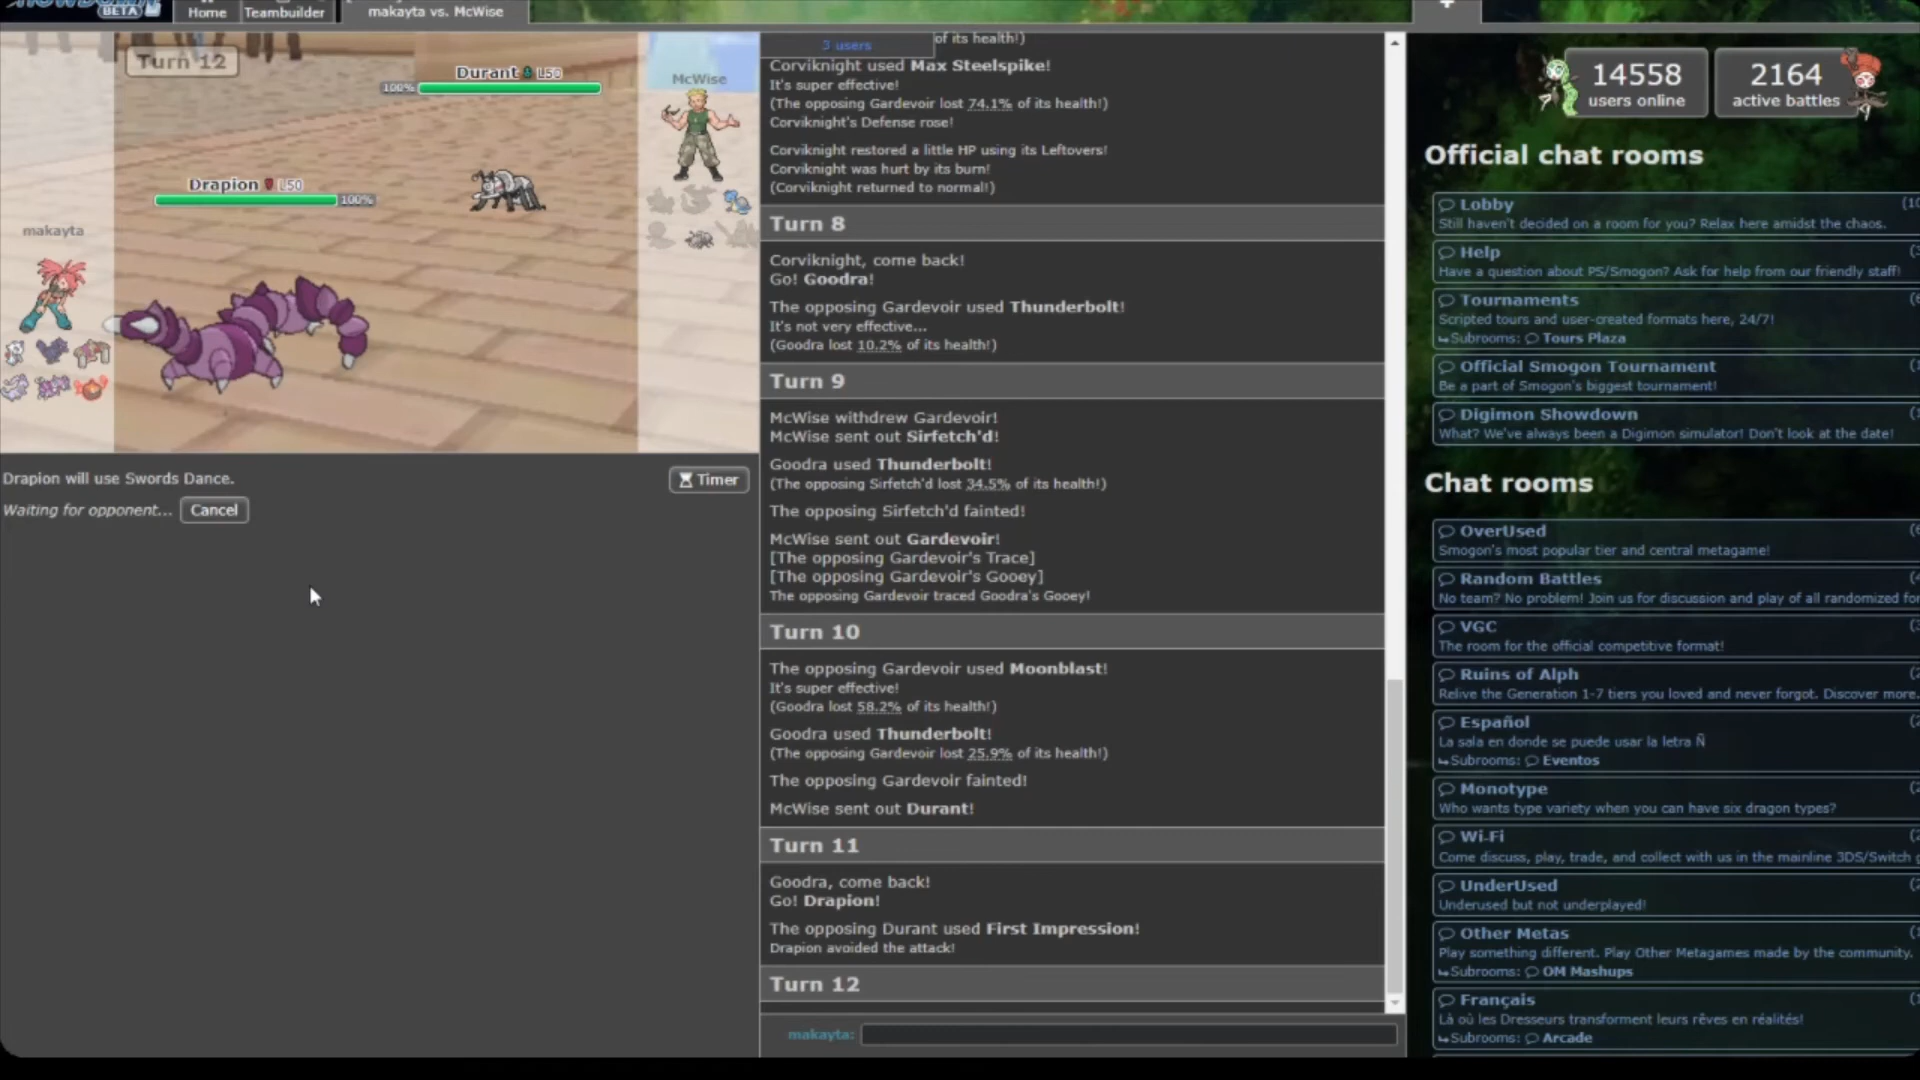 BETA
Home
Teambuilder
makayta vs. McWise
+
Turn 12
Durant L50
100%
McWise
Drapion L50
100%
makayta
Drapion will use Swords Dance.
Timer
Waiting for opponent...
Cancel
3 users
of its health!)
Corviknight used Max Steelspike!
It's super effective!
(The opposing Gardevoir lost 74.1% of its health!)
Corviknight's Defense rose!
Corviknight restored a little HP using its Leftovers!
Corviknight was hurt by its burn!
(Corviknight returned to normal!)
Turn 8
Corviknight, come back!
Go! Goodra!
The opposing Gardevoir used Thunderbolt!
It's not very effective...
(Goodra lost 10.2% of its health!)
Turn 9
McWise withdrew Gardevoir!
McWise sent out Sirfetch'd!
Goodra used Thunderbolt!
(The opposing Sirfetch'd lost 34.5% of its health!)
The opposing Sirfetch'd fainted!
McWise sent out Gardevoir!
[The opposing Gardevoir's Trace]
[The opposing Gardevoir's Gooey]
The opposing Gardevoir traced Goodra's Gooey!
Turn 10
The opposing Gardevoir used Moonblast!
It's super effective!
(Goodra lost 58.2% of its health!)
Goodra used Thunderbolt!
(The opposing Gardevoir lost 25.9% of its health!)
The opposing Gardevoir fainted!
McWise sent out Durant!
Turn 11
Goodra, come back!
Go! Drapion!
The opposing Durant used First Impression!
Drapion avoided the attack!
Turn 12
makayta:
14558
users online
2164
active battles
Official chat rooms
Lobby
Still haven't decided on a room for you? Relax here amidst the chaos.
Help
Have a question about PS/Smogon? Ask for help from our friendly staff!
Tournaments
Scripted tours and user-created formats here, 24/7!
Subrooms: Tours Plaza
Official Smogon Tournament
Be a part of Smogon's biggest tournament!
Digimon Showdown
What? We've always been a Digimon simulator! Don't look at the date!
Chat rooms
OverUsed
Smogon's most popular tier and central metagame!
Random Battles
No team? No problem! Join us for discussion and play of all randomized
VGC
The room for the official competitive format!
Ruins of Alph
Relive the Generation 1-7 tiers you loved and never forgot. Discover more.
Español
La sala en donde se puede usar la letra Ñ
Subrooms: Eventos
Monotype
Who wants type variety when you can have six dragon types?
Wi-Fi
Come discuss, play, trade, and collect with us in the mainline 3DS/Switch
UnderUsed
Underused but not underplayed!
Other Metas
Play something different. Play Other Metagames made by the community.
Subrooms: OM Mashups
Français
Là où les Dresseurs transforment leurs rêves en réalités!
Subrooms: Arcade